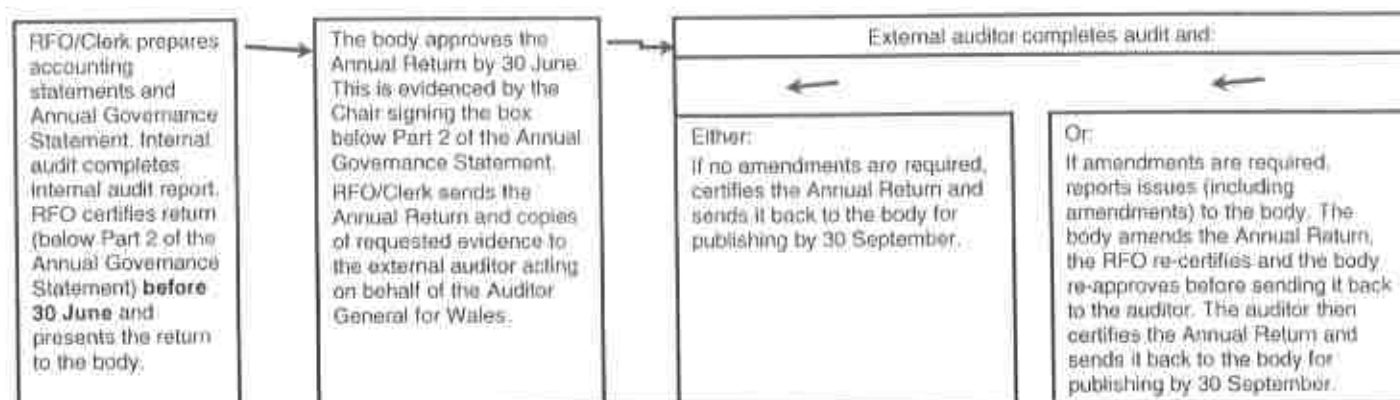 RFO/Clerk prepares
accounting
statements and
Annual Governance
Statement. Internal
audit completes
internal audit report.
RFO certifies return
(below Part 2 of the
Annual Governance
Statement) before
30 June and
presents the return
to the body.
The body approves the
Annual Return by 30 June.
This is evidenced by the
Chair signing the box
below Part 2 of the Annual
Governance Statement.
RFO/Clerk sends the
Annual Return and copies
of requested evidence to
the external auditor acting
on behalf of the Auditor
General for Wales.
External auditor completes audit and:
Either:
If no amendments are required,
certifies the Annual Return and
sends it back to the body for
publishing by 30 September.
Or:
If amendments are required,
reports issues (including
amendments) to the body. The
body amends the Annual Return,
the RFO re-certifies and the body
re-approves before sending it back
to the auditor. The auditor then
certifies the Annual Return and
sends it back to the body for
publishing by 30 September.